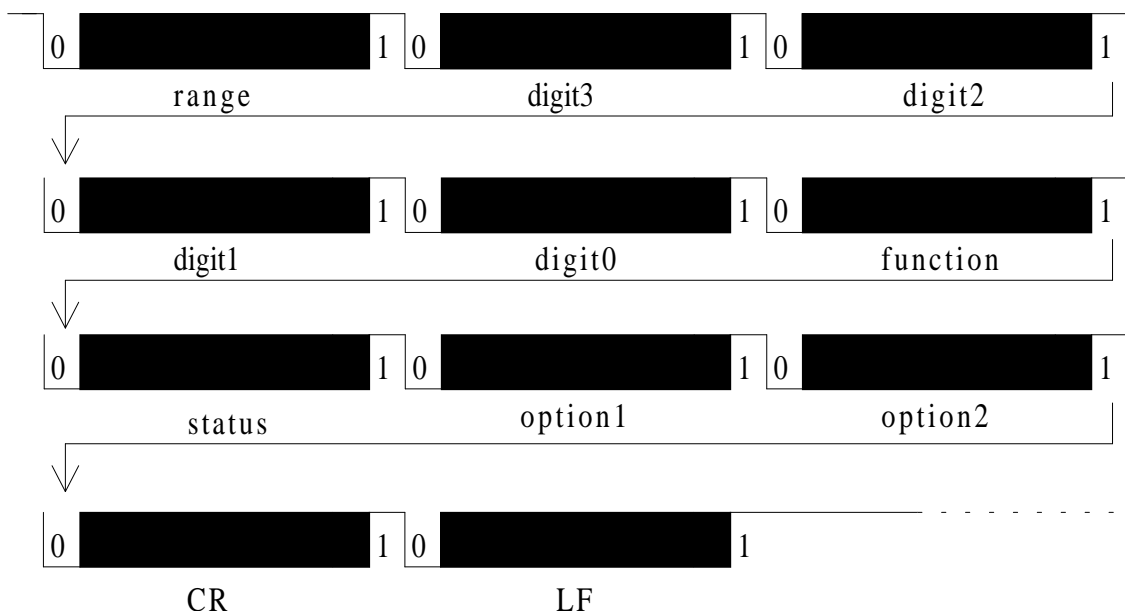 0 1 0 1 0 1
range digit3 digit2
0 1 0 1 0 1
digit1 digit0 function
0 1 0 1 0 1
status option1 option2
0 1 0 1
CR LF